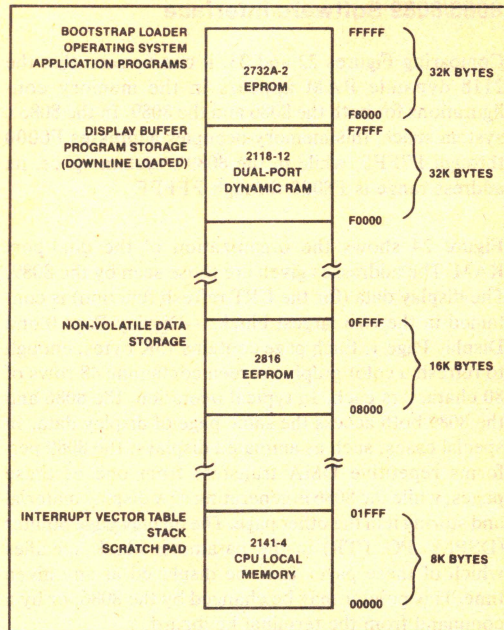 BOOTSTRAP LOADER
OPERATING SYSTEM
APPLICATION PROGRAMS
2732A-2
EPROM
FFFFF
F8000
32K BYTES
DISPLAY BUFFER
PROGRAM STORAGE
(DOWNLINE LOADED)
2118-12
DUAL-PORT
DYNAMIC RAM
F7FFF
F0000
32K BYTES
NON-VOLATILE DATA
STORAGE
2816
EEPROM
0FFFF
08000
16K BYTES
INTERRUPT VECTOR TABLE
STACK
SCRATCH PAD
2141-4
CPU LOCAL
MEMORY
01FFF
00000
8K BYTES